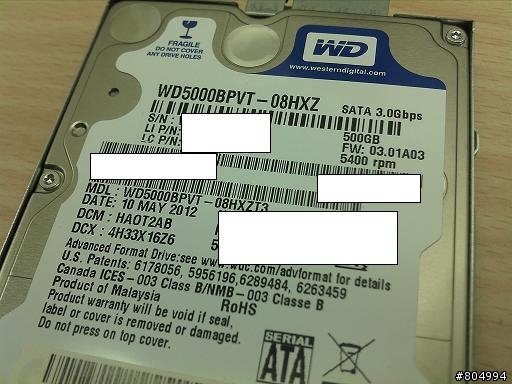 FRAGILE
DO NOT COVER
ANY DRIVE HOLES
WD
www.westerndigital.com
WD5000BPVT-08HXZ
SATA 3.0Gbps
S/N:
500GB
LI P/N:
FW: 03.01A03
C P/N:
5400 rpm
MDL: WD5000BPVT-08HXZT3
DATE: 10 MAY 2012
DCM: HAOT2AB
DCX: 4H33X16Z6
Advanced Format Drive:see www.wdc.com/advformat for details
U.S. Patents: 6178056, 5956196,6289484, 6263459
Canada ICES-003 Class B/NMB-003 Classe B
Product of Malaysia
RoHS
Product warranty will be void if seal,
label or cover is removed or damaged.
Do not press on top cover.
SERIAL
ATA
#804994